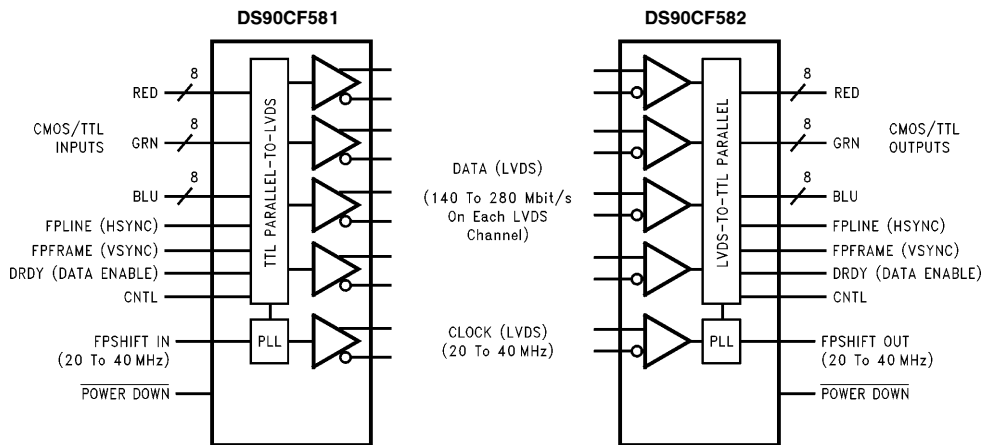 DS90CF581
DS90CF582
8
RED
CMOS/TTL
INPUTS
8
GRN
8
BLU
FPLINE (HSYNC)
FPFRAME (VSYNC)
DRDY (DATA ENABLE)
CNTL
FPSHIFT IN
(20 To 40 MHz)
POWER DOWN
TTL PARALLEL-TO-LVDS
PLL
DATA (LVDS)
(140 To 280 Mbit/s
On Each LVDS
Channel)
CLOCK (LVDS)
(20 To 40 MHz)
LVDS-TO-TTL PARALLEL
PLL
8
RED
8
GRN
CMOS/TTL
OUTPUTS
8
BLU
FPLINE (HSYNC)
FPFRAME (VSYNC)
DRDY (DATA ENABLE)
CNTL
FPSHIFT OUT
(20 To 40 MHz)
POWER DOWN